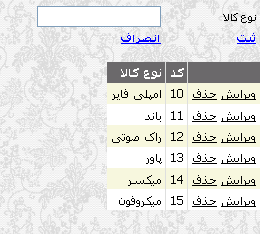 نوع کالا
ثبت انصراف
کد نوع کالا
ویرایش حذف 10 امپلی فایر
ویرایش حذف 11 باند
ویرایش حذف 12 راک صوتی
ویرایش حذف 13 پاور
ویرایش حذف 14 میکسر
ویرایش حذف 15 میکروفون